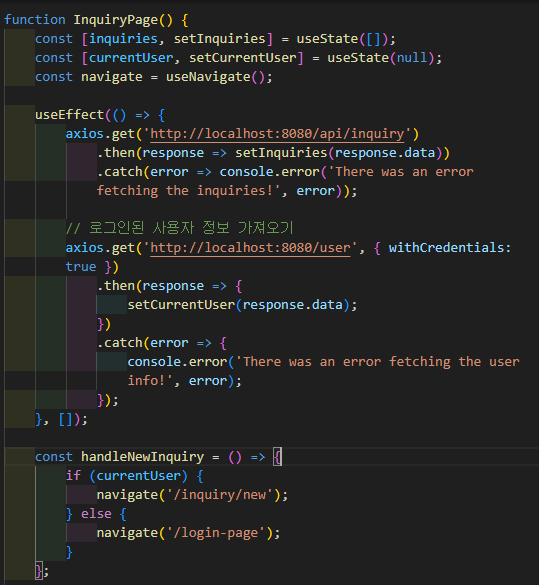 function InquiryPage() {
const [inquiries, setInquiries] = useState([]);
const [currentUser, setCurrentUser] = useState(null);
const navigate = useNavigate();
useEffect(() => {
axios.get('http://localhost:8080/api/inquiry')
.then(response => setInquiries(response.data))
.catch(error => console.error('There was an error
fetching the inquiries!', error));
// 로그인된 사용자 정보 가져오기
axios.get('http://localhost:8080/user', { withCredentials:
true })
.then(response => {
setCurrentUser(response.data);
})
.catch(error => {
console.error('There was an error fetching the user
info!', error);
});
}, []);
const handleNewInquiry = () => {
if (currentUser) {
navigate('/inquiry/new');
} else {
navigate('/login-page');
}
};